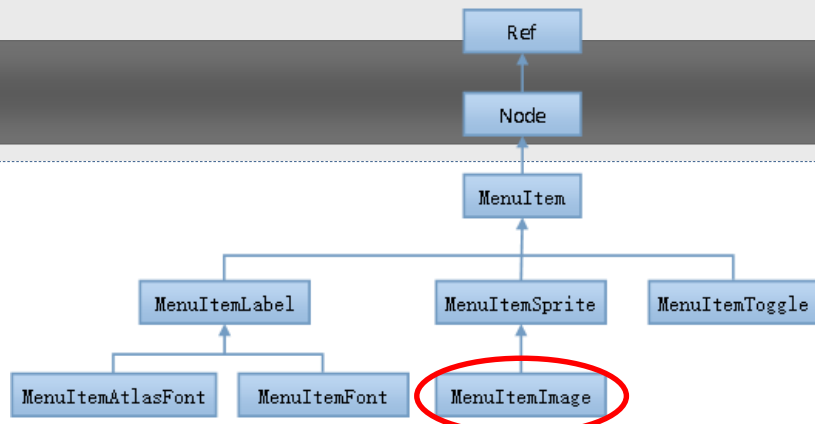 Ref
Node
MenuItem
MenuItemLabel
MenuItemSprite
MenuItemToggle
MenuItemAtlasFont
MenuItemFont
MenuItemImage